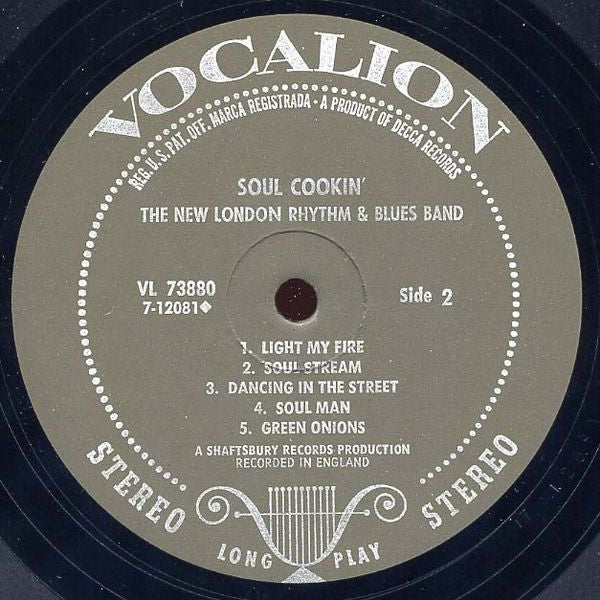 VOCALION
REG. U.S. PAT. OFF. MARCA REGISTRADA • A PRODUCT OF DECCA RECORDS
SOUL COOKIN'
THE NEW LONDON RHYTHM & BLUES BAND
VL 73880
7-12081◆
Side 2
1. LIGHT MY FIRE
2. SOUL STREAM
3. DANCING IN THE STREET
4. SOUL MAN
5. GREEN ONIONS
A SHAFTSBURY RECORDS PRODUCTION
RECORDED IN ENGLAND
STEREO
STEREO
LONG PLAY